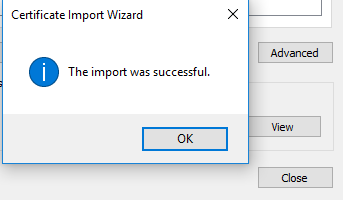 Certificate Import Wizard
The import was successful.
OK
Advanced
View
Close